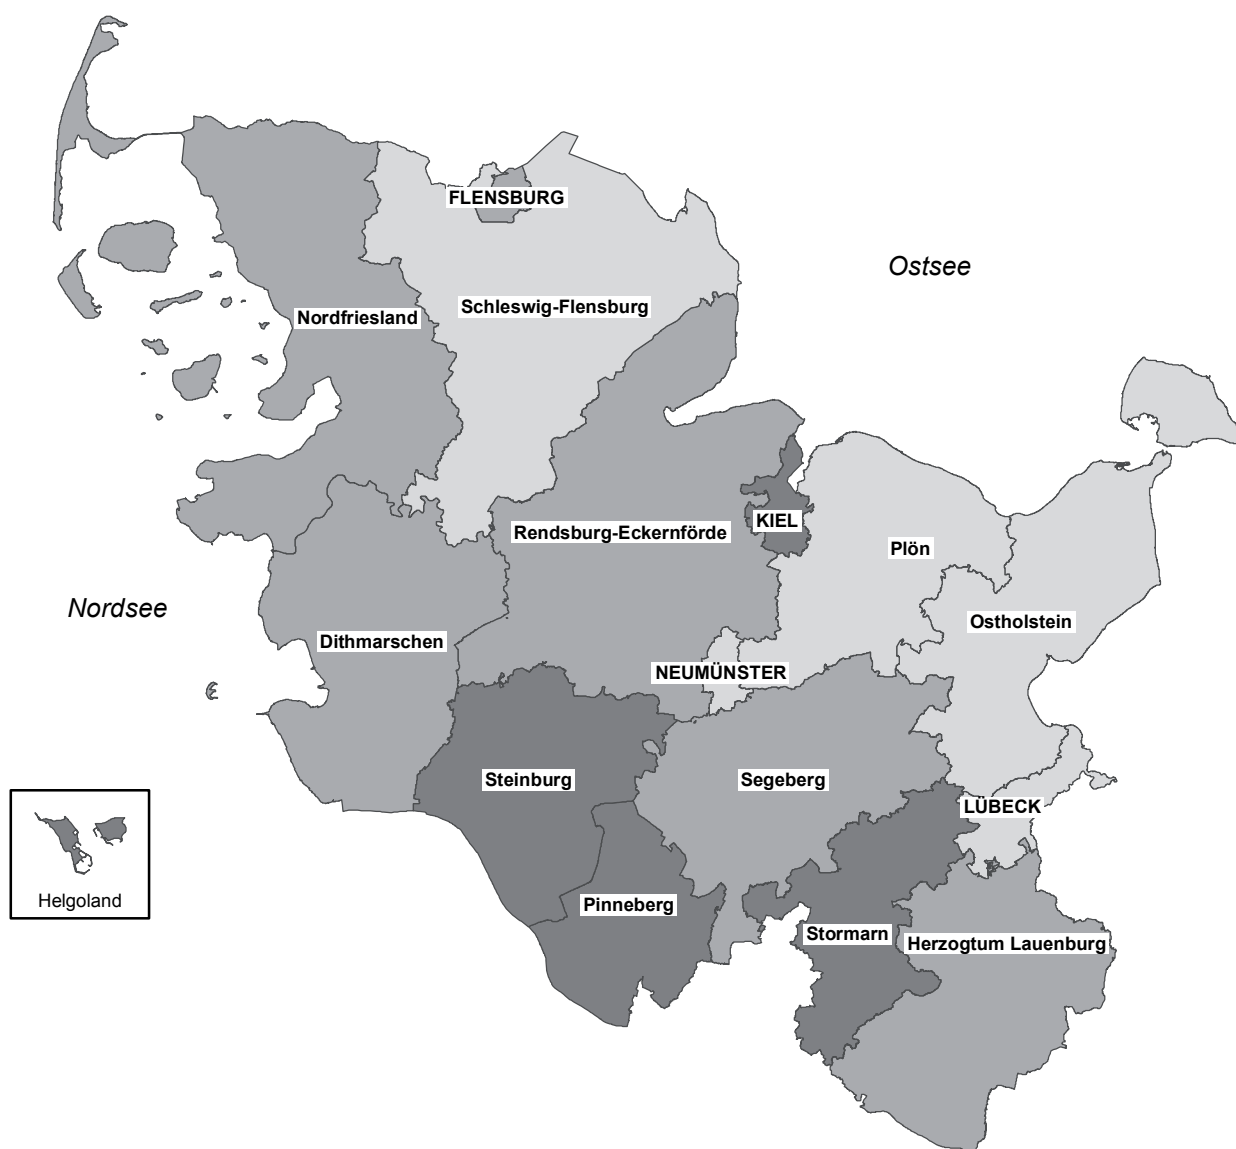 FLENSBURG
Ostsee
Schleswig-Flensburg
Nordfriesland
KIEL
Rendsburg-Eckernförde
Plön
Nordsee
Ostholstein
Dithmarschen
NEUMÜNSTER
Steinburg
Segeberg
LÜBECK
Helgoland
Pinneberg
Stormarn
Herzogtum Lauenburg